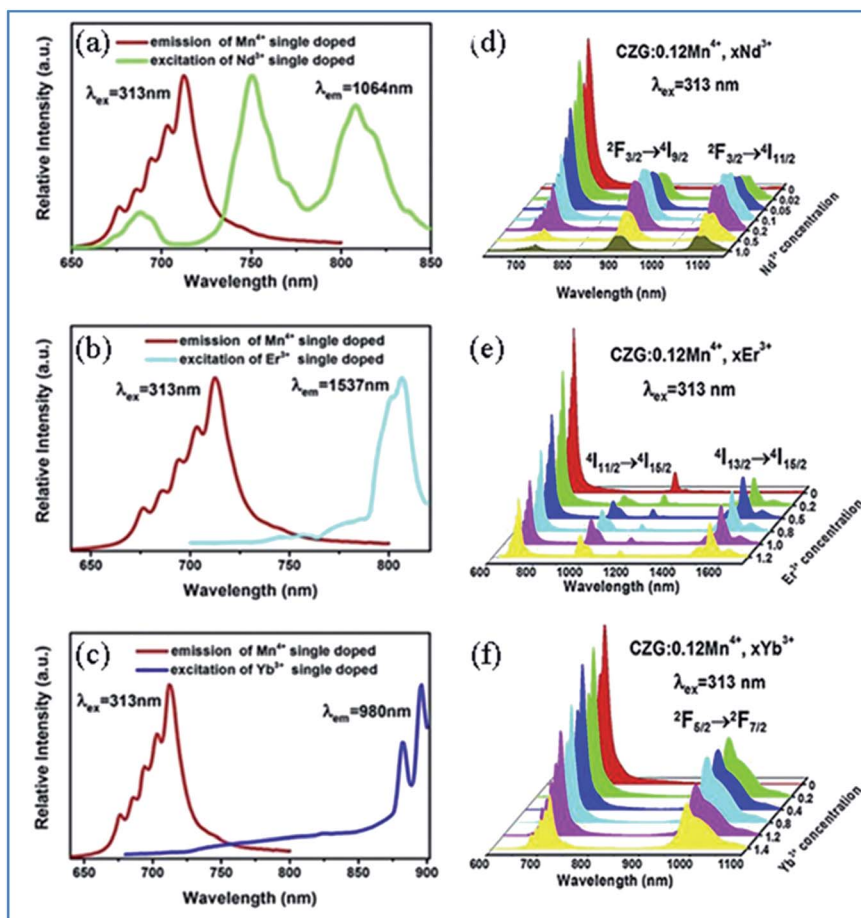 (a)
emission of Mn⁴⁺ single doped
excitation of Nd³⁺ single doped
λex=313nm
λem=1064nm
Relative Intensity (a.u.)
650 700 750 800 850
Wavelength (nm)
(d)
CZG:0.12Mn⁴⁺, xNd³⁺
λex=313 nm
²F3/2→⁴I9/2 ²F3/2→⁴I11/2
0
0.02
0.05
0.1
0.2
0.5
1.0
Nd³⁺ concentration
700 800 900 1000 1100
Wavelength (nm)
(b)
emission of Mn⁴⁺ single doped
excitation of Er³⁺ single doped
λex=313nm
λem=1537nm
Relative Intensity (a.u.)
650 700 750 800
Wavelength (nm)
(e)
CZG:0.12Mn⁴⁺, xEr³⁺
λex=313 nm
⁴I11/2→⁴I15/2 ⁴I13/2→⁴I15/2
0
0.2
0.5
0.8
1.0
1.2
Er³⁺ concentration
600 800 1000 1200 1400 1600
Wavelength (nm)
(c)
emission of Mn⁴⁺ single doped
excitation of Yb³⁺ single doped
λex=313nm
λem=980nm
Relative Intensity (a.u.)
650 700 750 800 850 900
Wavelength (nm)
(f)
CZG:0.12Mn⁴⁺, xYb³⁺
λex=313 nm
²F5/2→²F7/2
0
0.2
0.4
0.8
1.2
1.4
Yb³⁺ concentration
600 700 800 900 1000 1100
Wavelength (nm)